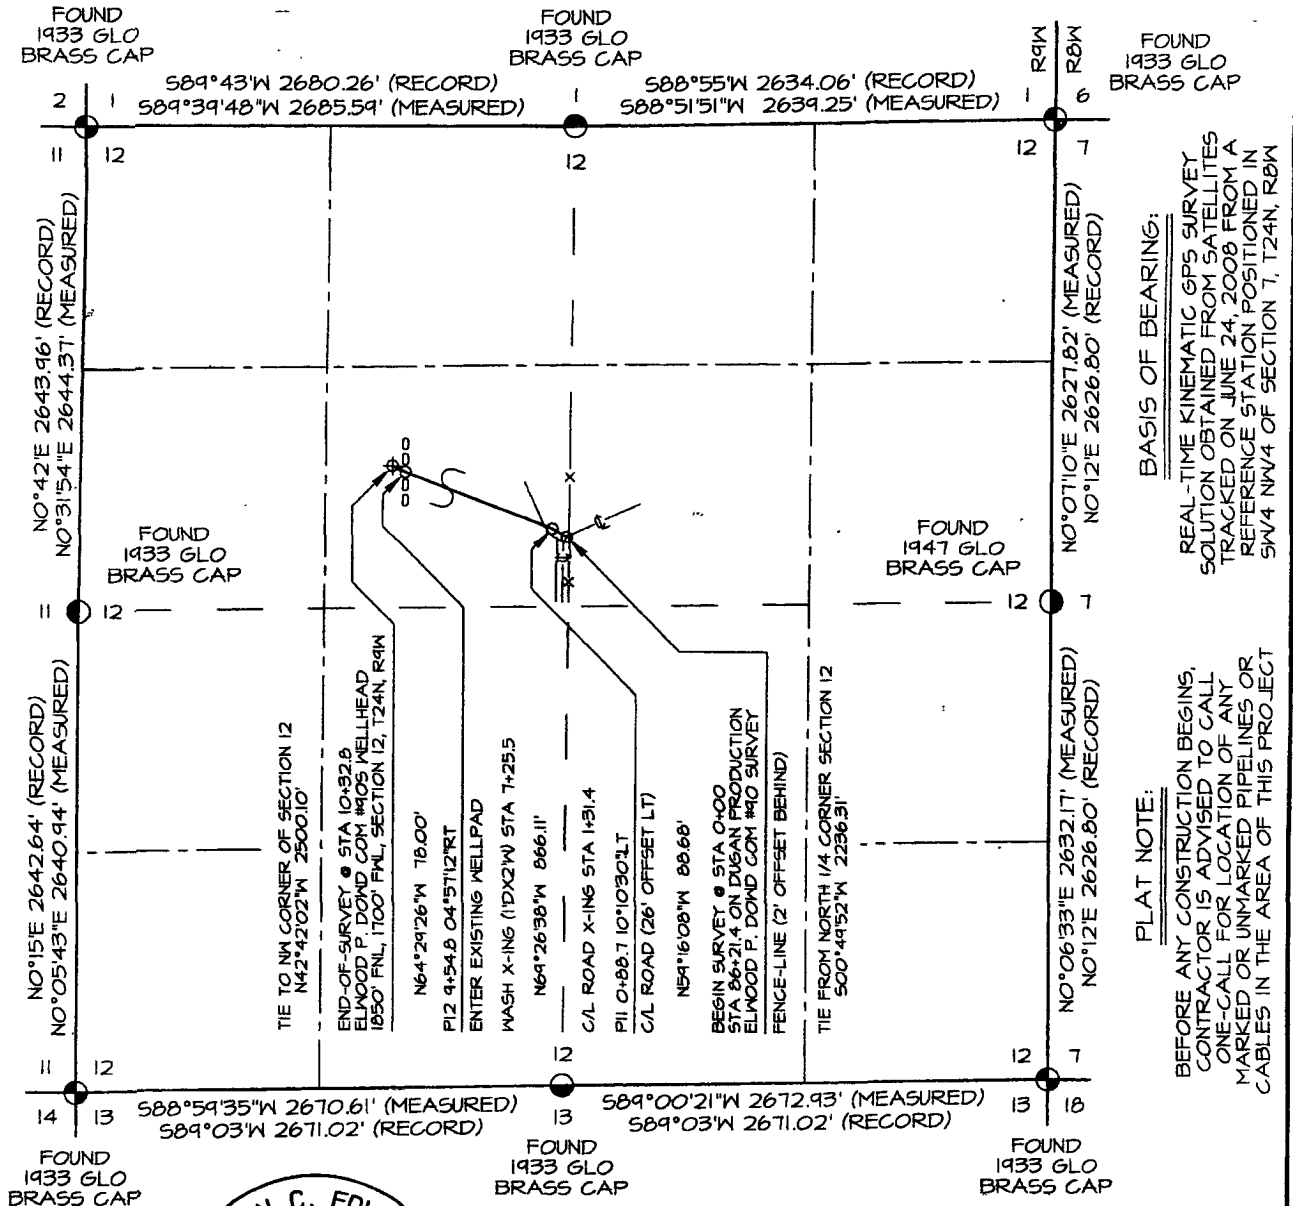 FOUND
1933 GLO
BRASS CAP
FOUND
1933 GLO
BRASS CAP
R9W
R8W
FOUND
1933 GLO
BRASS CAP
S89°43'W 2680.26' (RECORD)
S89°39'48"W 2685.59' (MEASURED)
S88°55'W 2634.06' (RECORD)
S88°51'51"W 2639.25' (MEASURED)
2 1
1
1 6
11 12
12
12 7
N0°42'E 2643.96' (RECORD)
N0°31'54"E 2644.37' (MEASURED)
N0°07'10"E 2627.82' (MEASURED)
N0°12'E 2626.80' (RECORD)
BASIS OF BEARING:
REAL-TIME KINEMATIC GPS SURVEY
SOLUTION OBTAINED FROM SATELLITES
TRACKED ON JUNE 24, 2008 FROM A
REFERENCE STATION POSITIONED IN
SW/4 NW/4 OF SECTION 7, T24N, R8W
FOUND
1933 GLO
BRASS CAP
FOUND
1947 GLO
BRASS CAP
11 12
12 7
N0°15'E 2642.64' (RECORD)
N0°05'43"E 2640.94' (MEASURED)
TIE TO NW CORNER OF SECTION 12
N42°42'02"W 2500.10'
END-OF-SURVEY @ STA 10+32.8
ELWOOD P. DOWD COM #90S WELLHEAD
1850' FNL, 1700' FWL, SECTION 12, T24N, R9W
N64°29'26"W 78.00'
PI2 9+54.8 04°57'12"RT
ENTER EXISTING WELLPAD
WASH X-ING (1'DX2'W) STA 7+25.5
N69°26'38"W 866.11'
C/L ROAD X-ING STA 1+31.4
PI1 0+88.7 10°10'30"LT
C/L ROAD (26' OFFSET LT)
N59°16'08"W 88.68'
BEGIN SURVEY @ STA 0+00
STA 86+21.4 ON DUGAN PRODUCTION
ELWOOD P. DOWD COM #90 SURVEY
FENCE-LINE (2' OFFSET BEHIND)
TIE FROM NORTH 1/4 CORNER SECTION 12
S00°49'52"W 2236.31'
N0°06'33"E 2632.17' (MEASURED)
N0°12'E 2626.80' (RECORD)
PLAT NOTE:
BEFORE ANY CONSTRUCTION BEGINS,
CONTRACTOR IS ADVISED TO CALL
ONE-CALL FOR LOCATION OF ANY
MARKED OR UNMARKED PIPELINES OR
CABLES IN THE AREA OF THIS PROJECT
11 12
12
12 7
14 13
13
13 18
S88°59'35"W 2670.61' (MEASURED)
S89°03'W 2671.02' (RECORD)
S89°00'21"W 2672.93' (MEASURED)
S89°03'W 2671.02' (RECORD)
FOUND
1933 GLO
BRASS CAP
FOUND
1933 GLO
BRASS CAP
FOUND
1933 GLO
BRASS CAP
C.